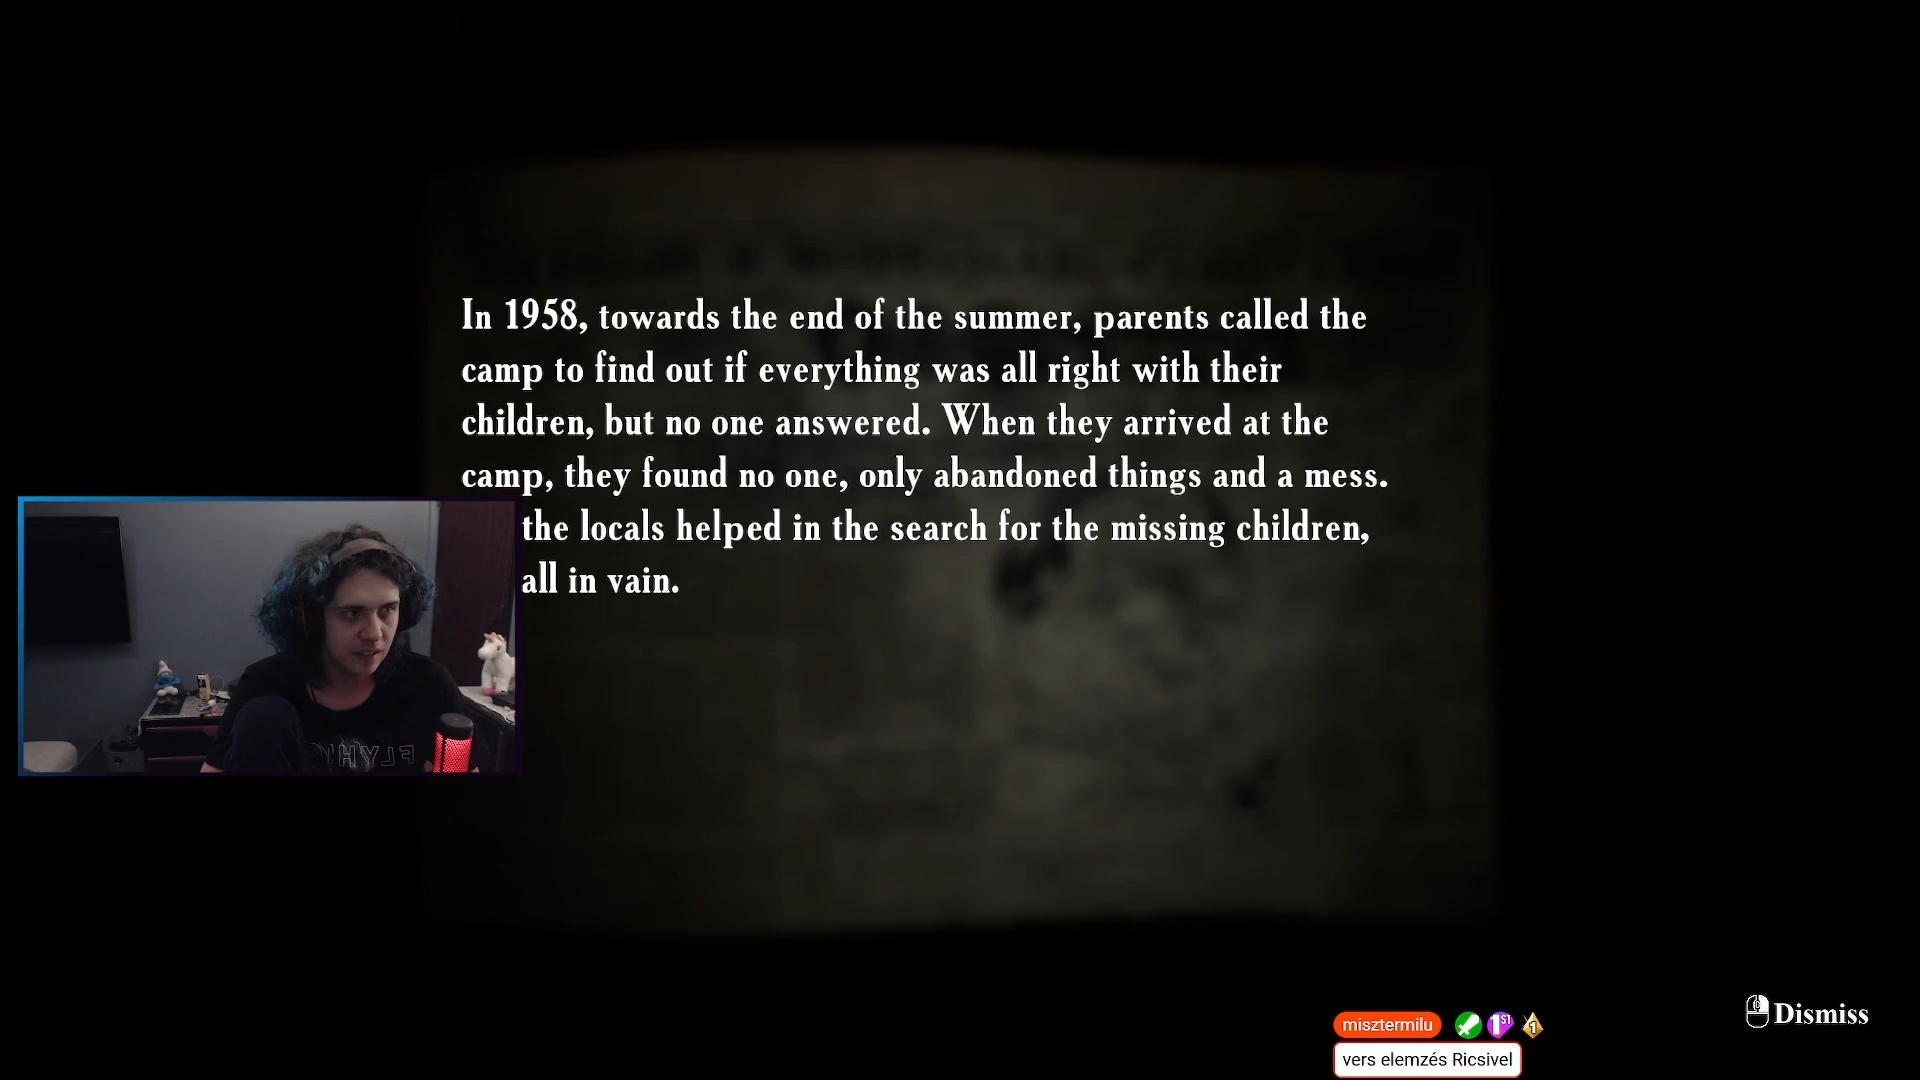 In 1958, towards the end of the summer, parents called the
camp to find out if everything was all right with their
children, but no one answered. When they arrived at the
camp, they found no one, only abandoned things and a mess.
the locals helped in the search for the missing children,
all in vain.
Dismiss
misztermilu
vers elemzés Ricsivel